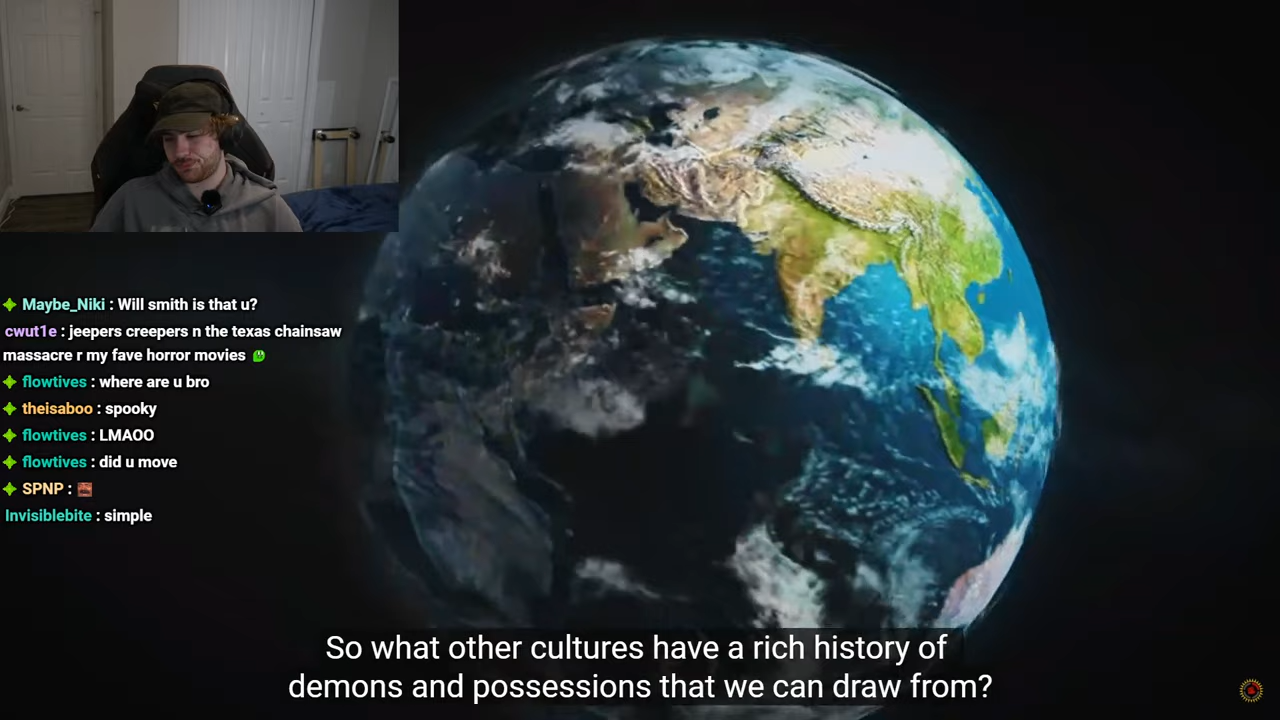 Maybe_Niki : Will smith is that u?
cwut1e : jeepers creepers n the texas chainsaw
massacre r my fave horror movies
flowtives : where are u bro
theisaboo : spooky
flowtives : LMAOO
flowtives : did u move
SPNP :
Invisiblebite : simple
So what other cultures have a rich history of
demons and possessions that we can draw from?